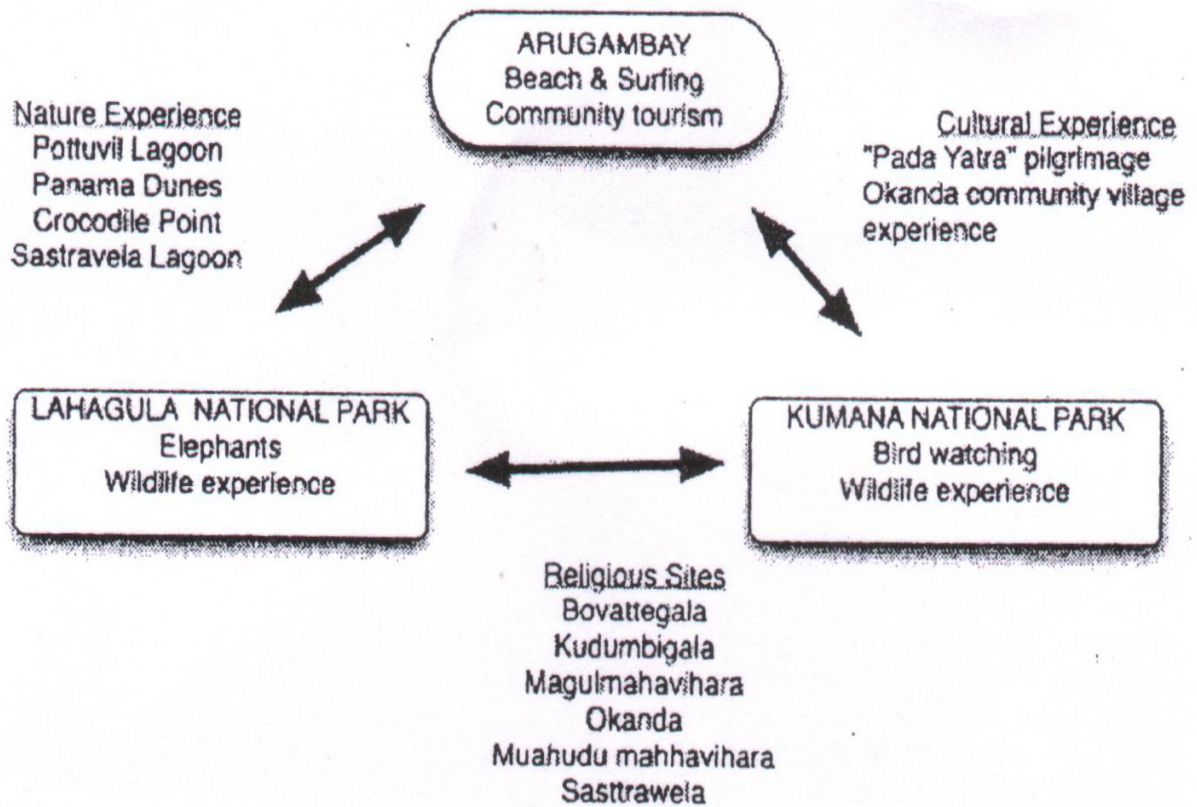 ARUGAMBAY
Beach & Surfing
Community tourism
Nature Experience
Pottuvil Lagoon
Panama Dunes
Crocodile Point
Sastravela Lagoon
Cultural Experience
"Pada Yatra" pilgrimage
Okanda community village
experience
LAHAGULA NATIONAL PARK
Elephants
Wildlife experience
KUMANA NATIONAL PARK
Bird watching
Wildlife experience
Religious Sites
Bovattegala
Kudumbigala
Magulmahavihara
Okanda
Muahudu mahhavihara
Sasttrawela